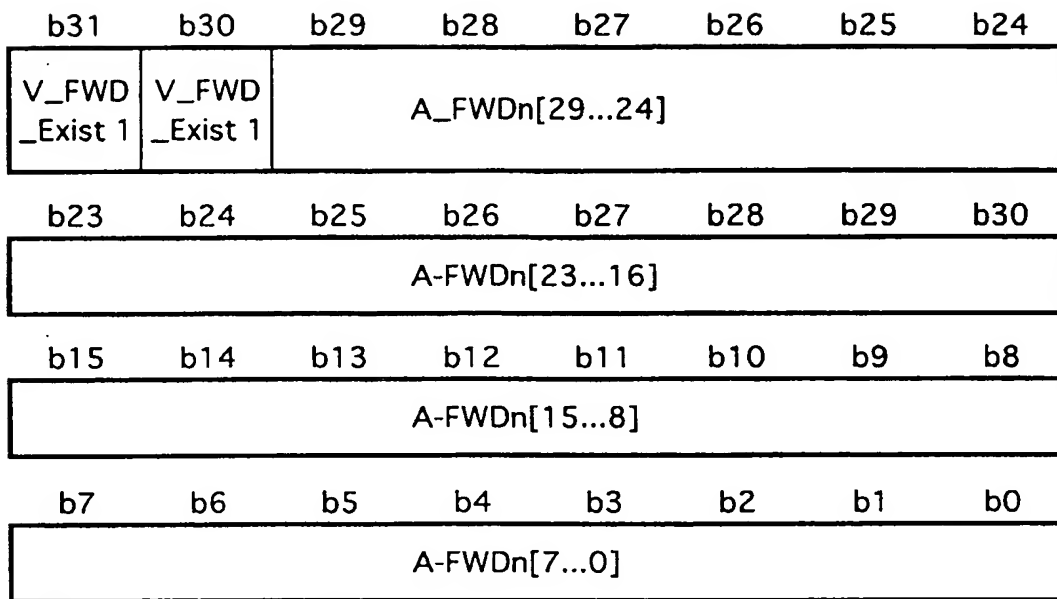 b31 b30 b29 b28 b27 b26 b25 b24
V_FWD V_FWD
_Exist 1 _Exist 1 A_FWDn[29...24]
b23 b24 b25 b26 b27 b28 b29 b30
A-FWDn[23...16]
b15 b14 b13 b12 b11 b10 b9 b8
A-FWDn[15...8]
b7 b6 b5 b4 b3 b2 b1 b0
A-FWDn[7...0]